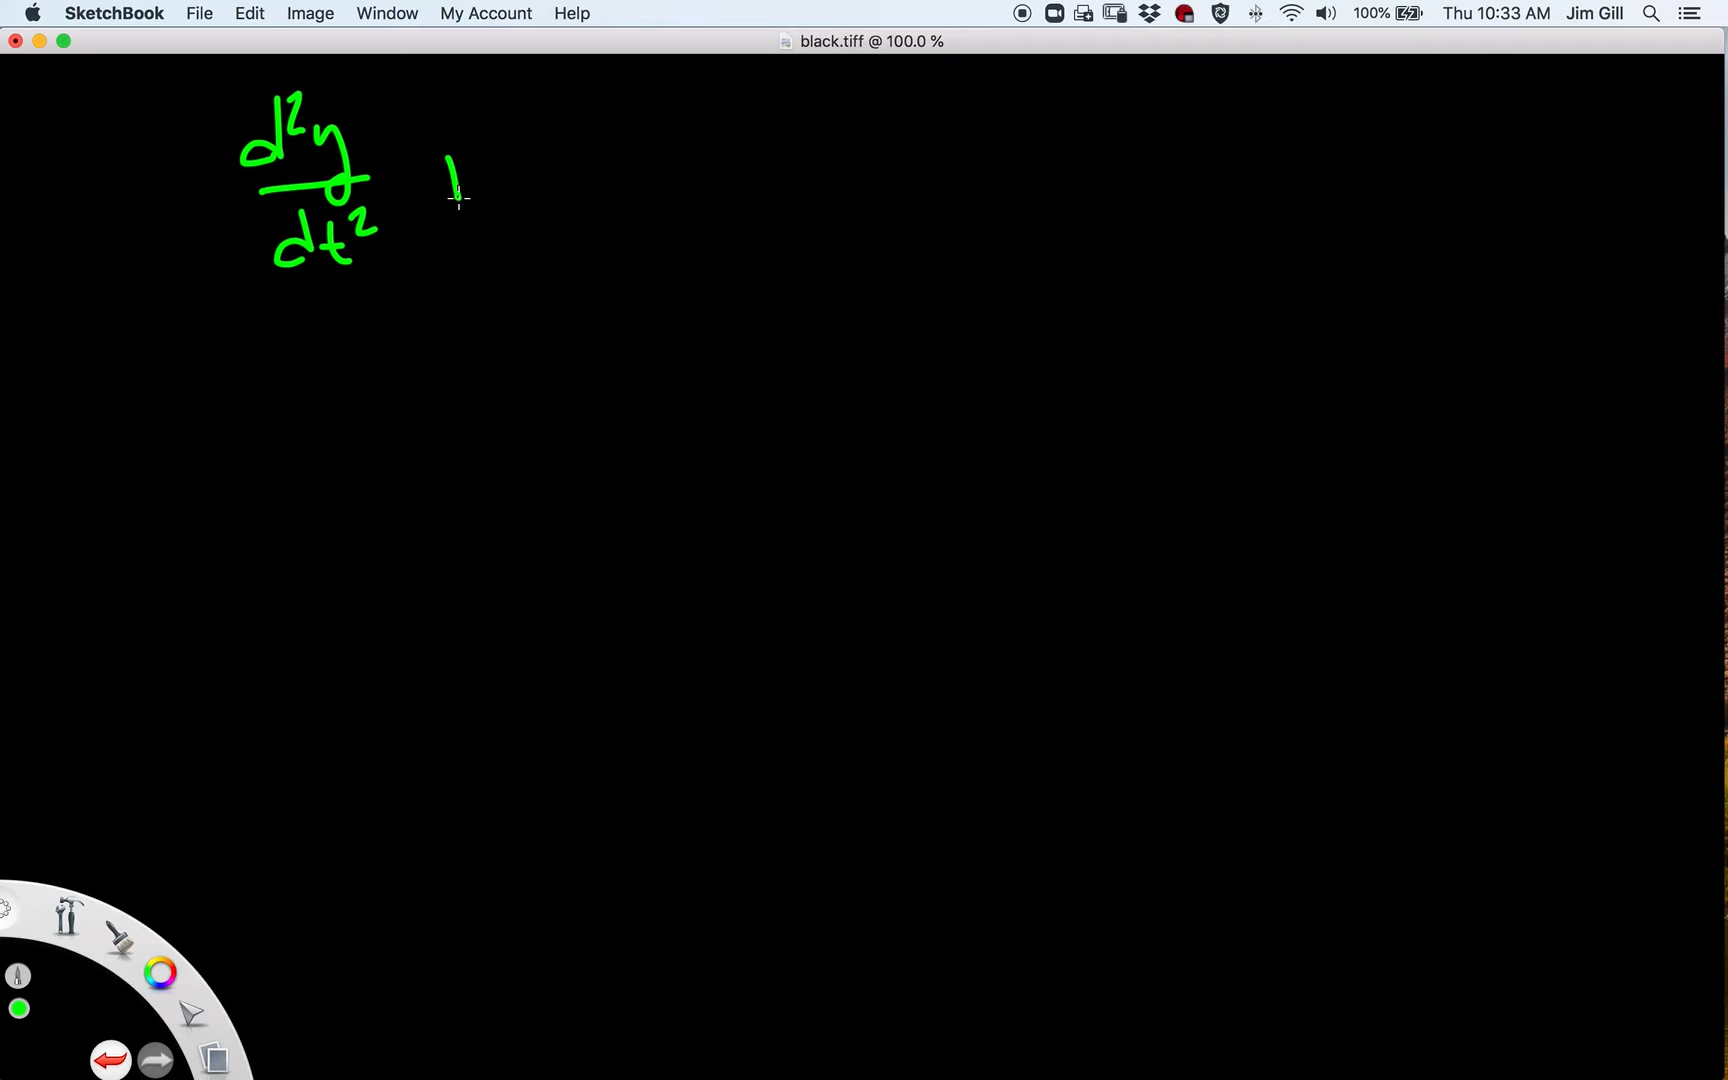 SketchBook File Edit Image Window My Account Help 100% Thu 10:33 AM Jim Gill
black.tiff @ 100.0 %
d²y
dt²